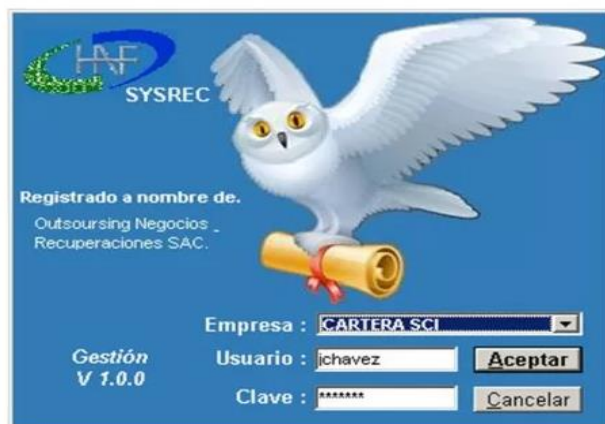 HNF
SYSREC
Registrado a nombre de.
Outsoursing Negocios _
Recuperaciones SAC.
Empresa : CARTERA SCI
Gestión
V 1.0.0
Usuario : jchavez
Aceptar
Clave : *******
Cancelar